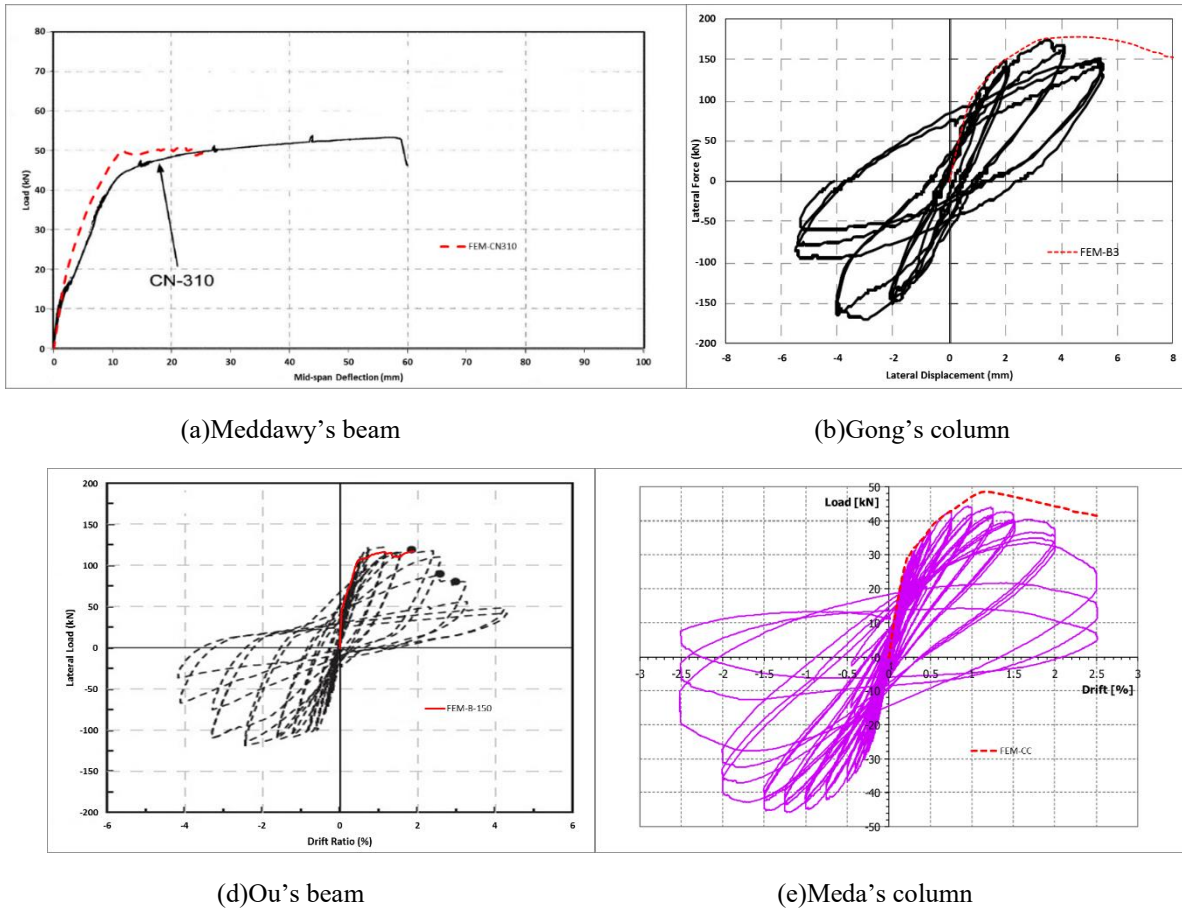 80
70
60
50
40
30
20
10
0
Load (kN)
CN-310
FEM-CN310
0 10 20 30 40 50 60 70 80 90 100
Mid-span Deflection (mm)
200
150
100
50
0
-50
-100
-150
-200
Lateral Force (kN)
FEM-B3
-8 -6 -4 -2 0 2 4 6 8
Lateral Displacement (mm)
(a)Meddawy’s beam
(b)Gong’s column
200
150
100
50
0
-50
-100
-150
-200
Lateral Load (kN)
FEM-B-150
-6 -4 -2 0 2 4 6
Drift Ratio (%)
Load [kN]
50
40
30
20
10
0
-10
-20
-30
-40
-50
-3 -2.5 -2 -1.5 -1 -0.5 0.5 1 1.5 2 2.5 3
Drift [%]
FEM-CC
(d)Ou’s beam
(e)Meda’s column